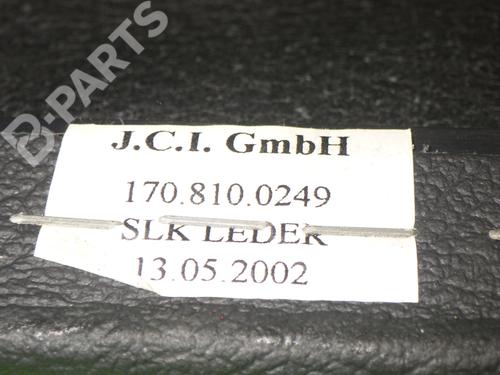 B-PARTS
J.C.I. GmbH
170.810.0249
SLK LEDER
13.05.2002